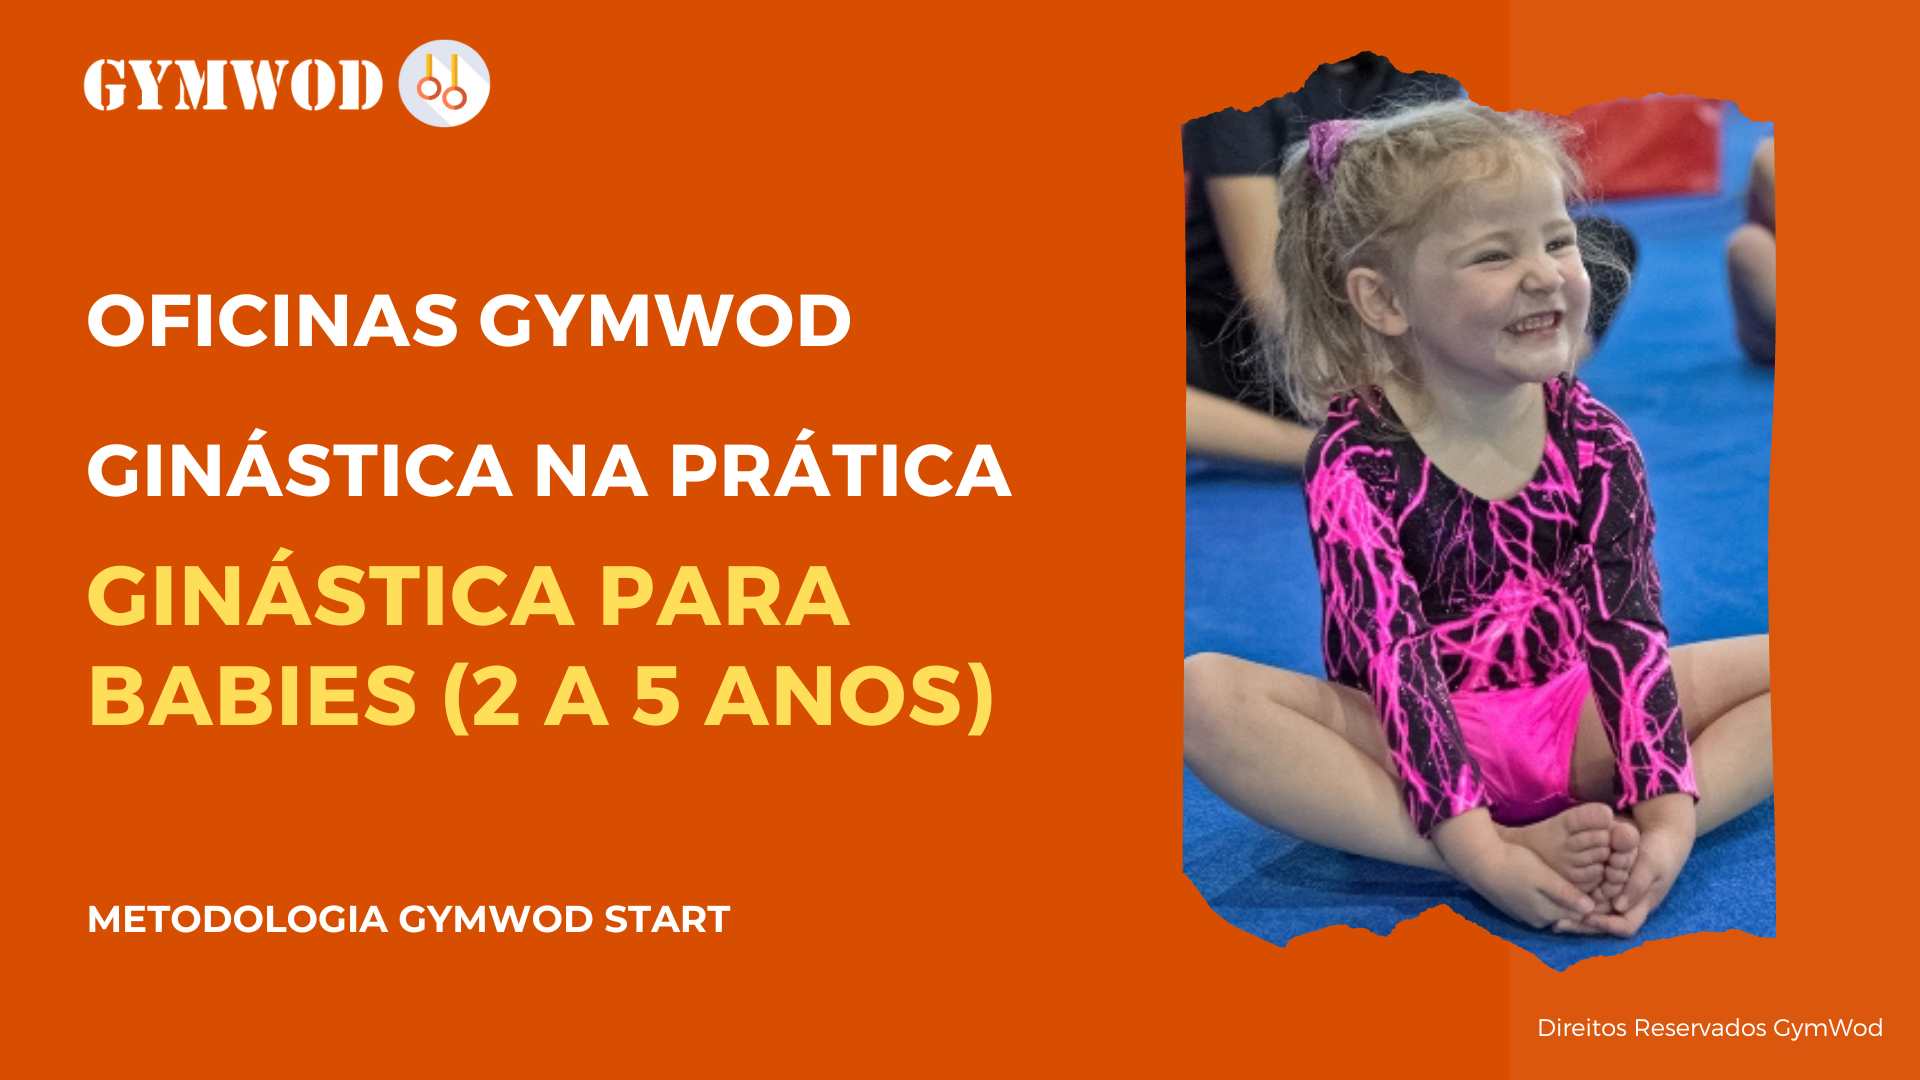 GYMWOD
OFICINAS GYMWOD
GINÁSTICA NA PRÁTICA
GINÁSTICA PARA
BABIES (2 A 5 ANOS)
METODOLOGIA GYMWOD START
Direitos Reservados GymWod